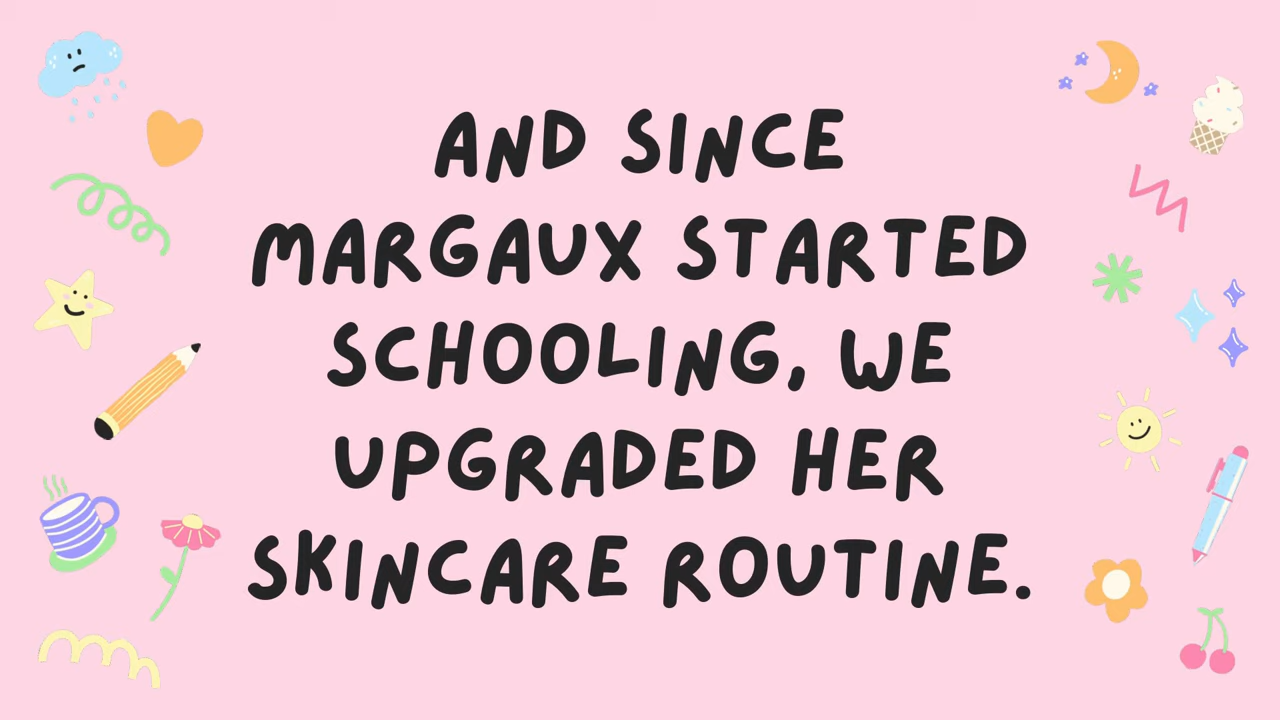 AND SINCE
MARGAUX STARTED
SCHOOLING, WE
UPGRADED HER
SKINCARE ROUTINE.